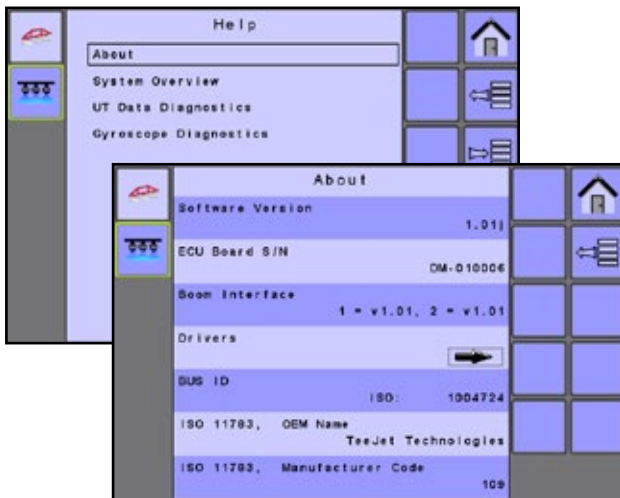 Help
About
System Overview
UT Data Diagnostics
Gyroscope Diagnostics
About
Software Version
1.01j
ECU Board S/N
DM-010006
Boom Interface
1 = v1.01, 2 = v1.01
Drivers
BUS ID
ISO: 1004724
ISO 11783, OEM Name
TeeJet Technologies
ISO 11783, Manufacturer Code
109